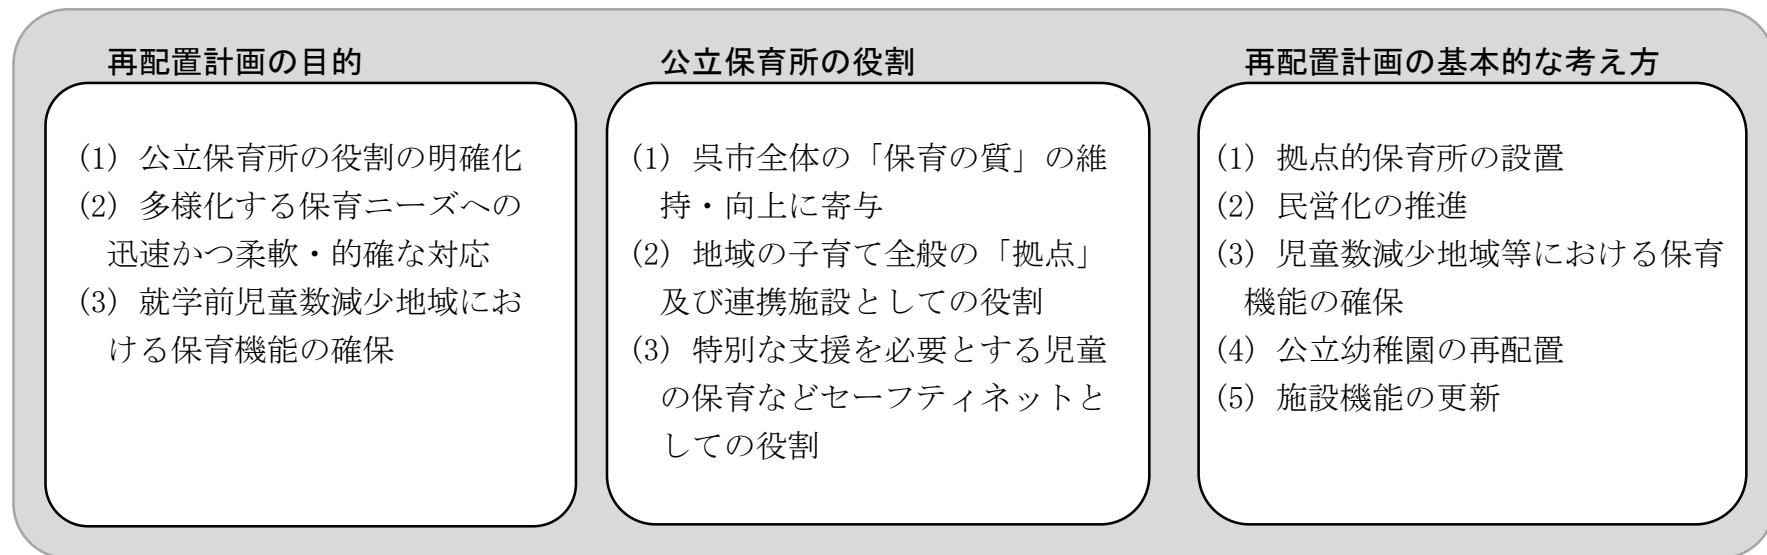 再配置計画の目的
(1) 公立保育所の役割の明確化
(2) 多様化する保育ニーズへの
迅速かつ柔軟・的確な対応
(3) 就学前児童数減少地域にお
ける保育機能の確保
公立保育所の役割
(1) 呉市全体の「保育の質」の維
持・向上に寄与
(2) 地域の子育て全般の「拠点」
及び連携施設としての役割
(3) 特別な支援を必要とする児童
の保育などセーフティネットと
しての役割
再配置計画の基本的な考え方
(1) 拠点的保育所の設置
(2) 民営化の推進
(3) 児童数減少地域等における保育
機能の確保
(4) 公立幼稚園の再配置
(5) 施設機能の更新